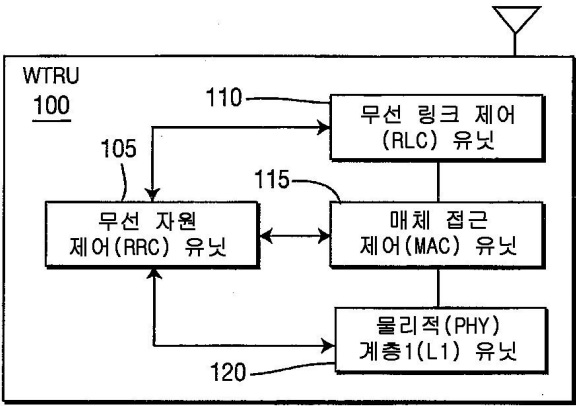 WTRU
100
110
무선 링크 제어
(RLC) 유닛
105
무선 자원
제어(RRC) 유닛
115
매체 접근
제어(MAC) 유닛
물리적(PHY)
계층1(L1) 유닛
120